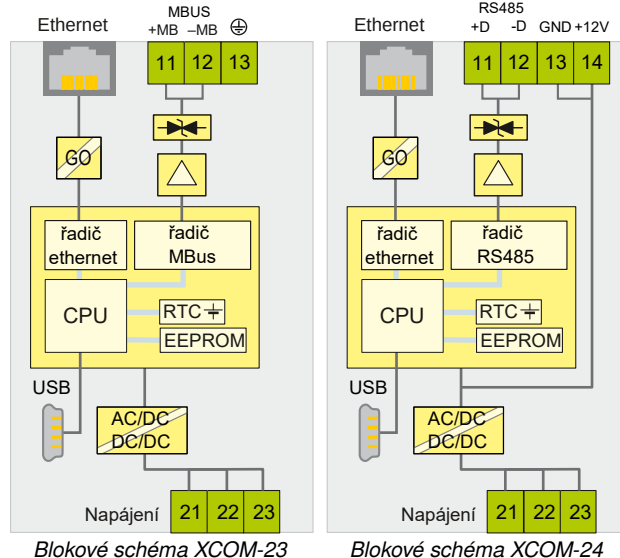 Ethernet
MBUS
+MB –MB
11 12 13
GO
řadič
ethernet
řadič
MBus
CPU
RTC
EEPROM
USB
AC/DC
DC/DC
Napájení
21 22 23
Blokové schéma XCOM-23
Ethernet
RS485
+D -D GND +12V
11 12 13 14
GO
řadič
ethernet
řadič
RS485
CPU
RTC
EEPROM
USB
AC/DC
DC/DC
Napájení
21 22 23
Blokové schéma XCOM-24